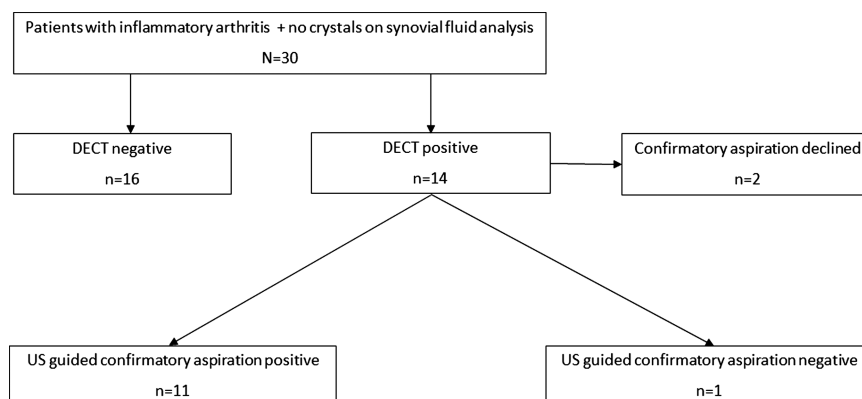 Patients with inflammatory arthritis + no crystals on synovial fluid analysis
N=30
DECT negative
n=16
DECT positive
n=14
Confirmatory aspiration declined
n=2
US guided confirmatory aspiration positive
n=11
US guided confirmatory aspiration negative
n=1